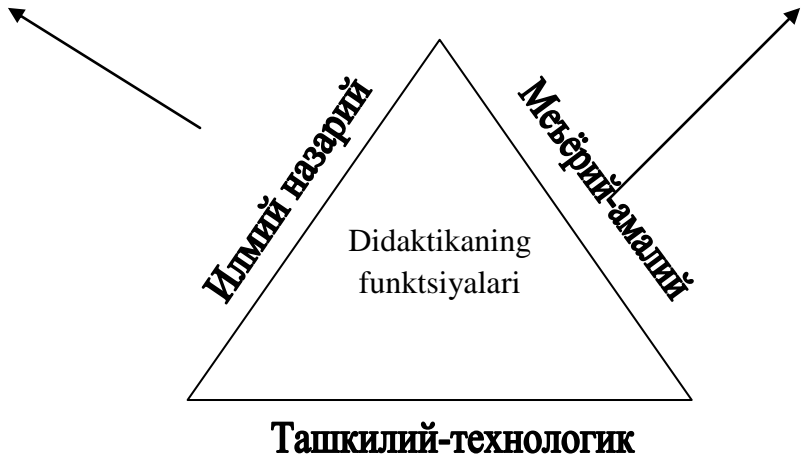 Илмий назарий
Меъёрий-амалий
Didaktikaning
funktsiyalari
Ташкилий-технологик